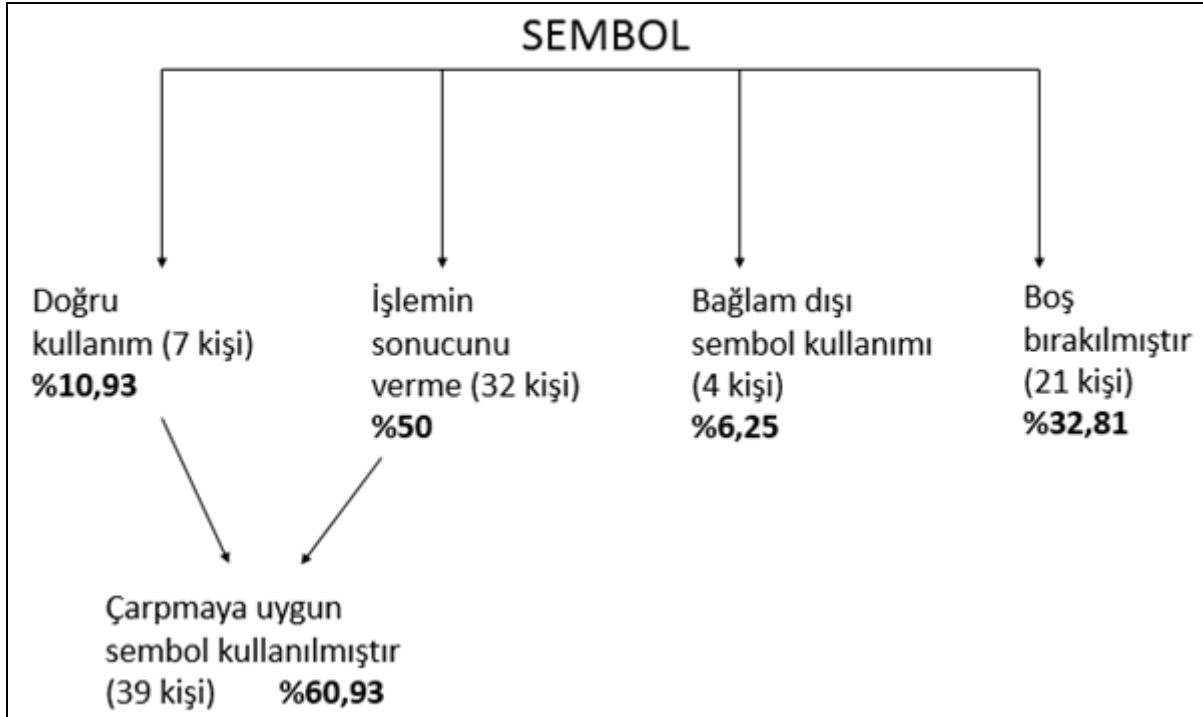 SEMBOL
Doğru
kullanım (7 kişi)
%10,93
İşlemin
sonucunu
verme (32 kişi)
%50
Bağlam dışı
sembol kullanımı
(4 kişi)
%6,25
Boş
bırakılmıştır
(21 kişi)
%32,81
Çarpmaya uygun
sembol kullanılmıştır
(39 kişi) %60,93